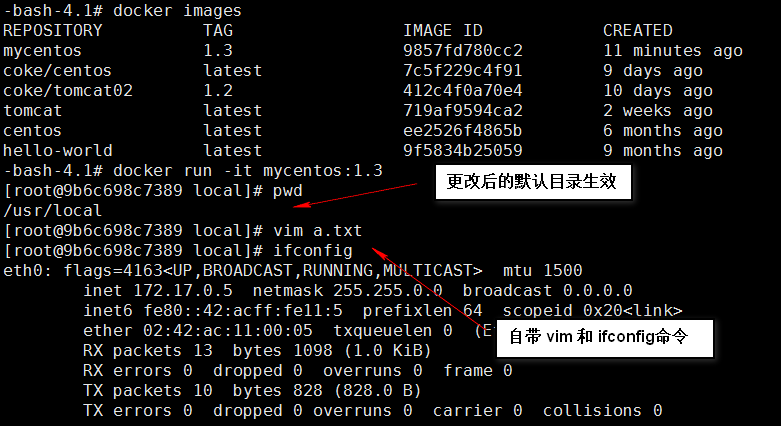 -bash-4.1# docker images
REPOSITORY TAG IMAGE ID CREATED
mycentos 1.3 9857fd780cc2 11 minutes ago
coke/centos latest 7c5f229c4f91 9 days ago
coke/tomcat02 1.2 412c4f0a70e4 10 days ago
tomcat latest 719af9594ca2 2 weeks ago
centos latest ee2526f4865b 6 months ago
hello-world latest 9f5834b25059 9 months ago
-bash-4.1# docker run -it mycentos:1.3
[root@9b6c698c7389 local]# pwd
更改后的默认目录生效
/usr/local
[root@9b6c698c7389 local]# vim a.txt
[root@9b6c698c7389 local]# ifconfig
eth0: flags=4163<UP,BROADCAST,RUNNING,MULTICAST> mtu 1500
inet 172.17.0.5 netmask 255.255.0.0 broadcast 0.0.0.0
inet6 fe80::42:acff:fe11:5 prefixlen 64 scopeid 0x20<link>
ether 02:42:ac:11:00:05 txqueuelen 0 (E
自带 vim 和 ifconfig命令
RX packets 13 bytes 1098 (1.0 KiB)
RX errors 0 dropped 0 overruns 0 frame 0
TX packets 10 bytes 828 (828.0 B)
TX errors 0 dropped 0 overruns 0 carrier 0 collisions 0